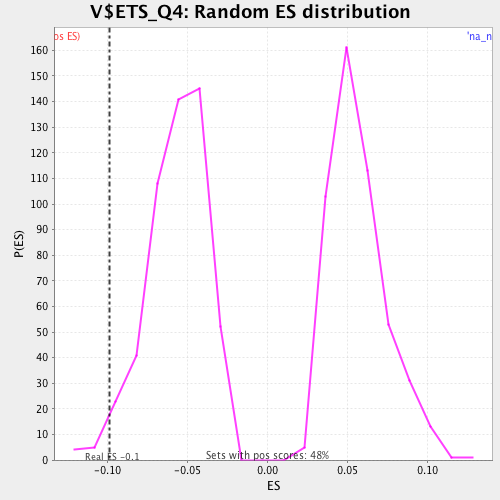 V$ETS_Q4: Random ES distribution
os ES)
'na_n
160
150
140
130
120
110
100
90
80
70
60
50
40
30
20
10
0
P(ES)
Real ES -0.1
Sets with pos scores: 48%
-0.10 -0.05 0.00 0.05 0.10
ES